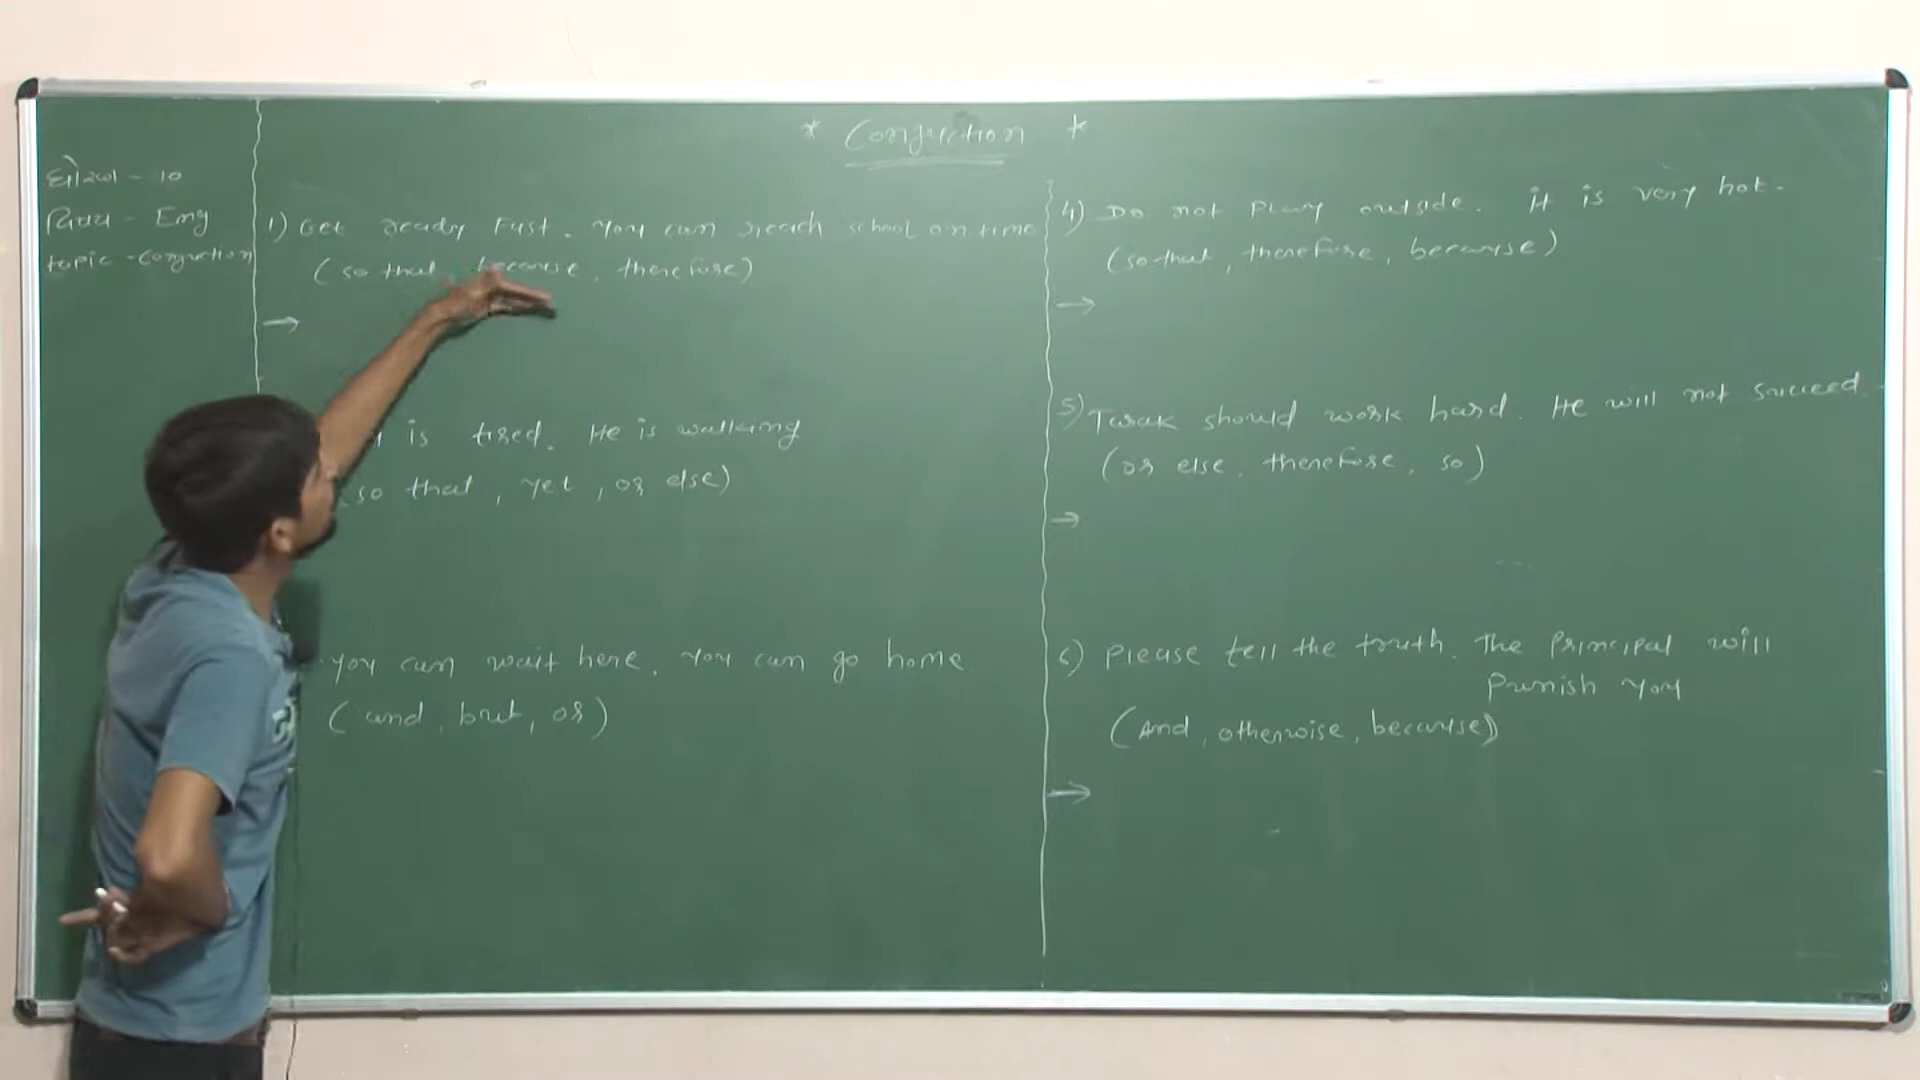 * Conjuction *
ધોરણ - 10
વિષય - Eng
topic - conjuction
1) Get ready Fast. You can reach school on time
(so that, because, therefore)
→
is tired. He is walking
so that, yet, or else)
You can wait here. You can go home
(and, but, or)
4) Do not Play outside. it is very hot.
(so that, therefore, because)
→
5) Tarak should work hard. He will not succeed.
(or else, therefore, so)
→
6) Please tell the truth. The Principal will
Punish You
(And, otherwise, because)
→